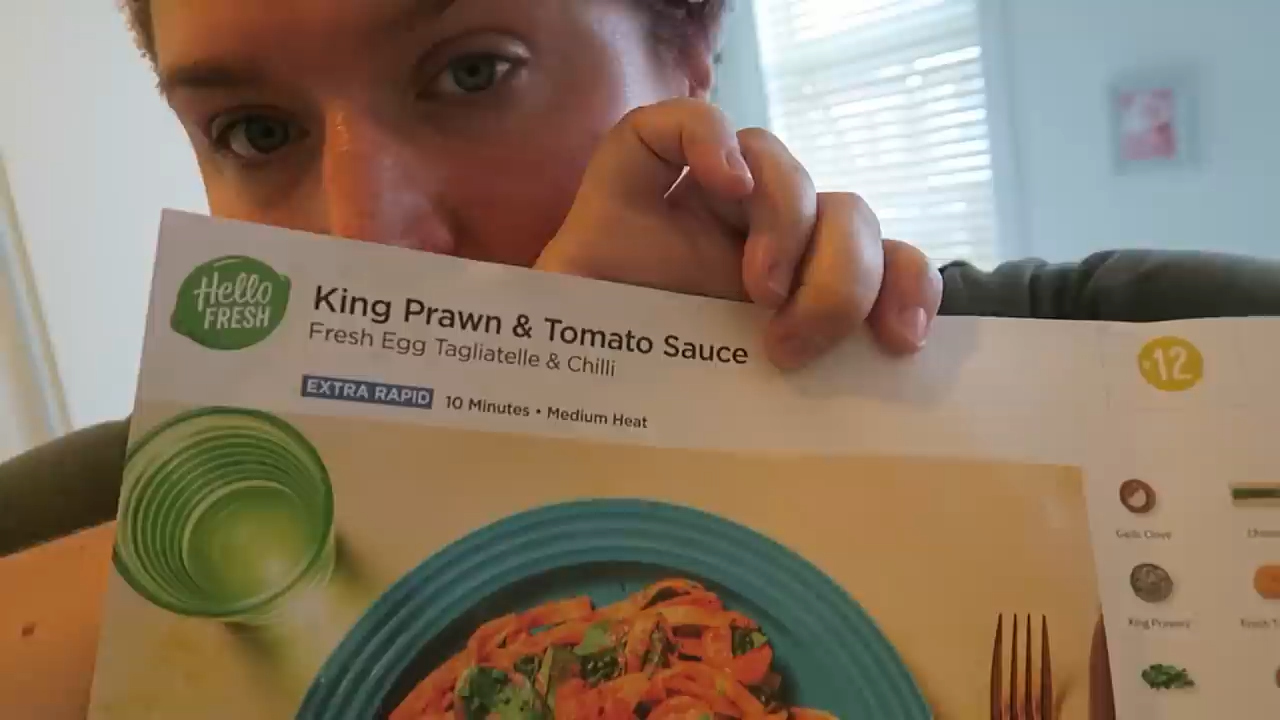 Hello
FRESH
King Prawn & Tomato Sauce
Fresh Egg Tagliatelle & Chilli
EXTRA RAPID 10 Minutes • Medium Heat
12
Garlic Clove
King Prawns